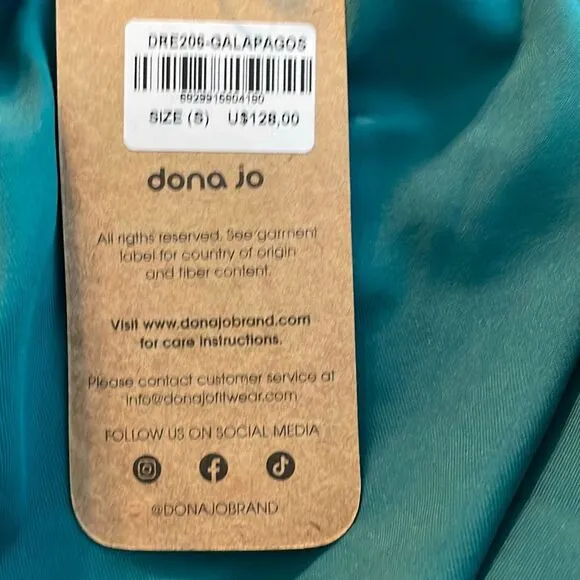 DRE206-GALAPAGOS
5929915604190
SIZE (S) U$128,00
dona jo
All rigths reserved. See garment
label for country of origin
and fiber content.
Visit www.donajobrand.com
for care instructions.
Please contact customer service at
info@donajofitwear.com
FOLLOW US ON SOCIAL MEDIA
@DONAJOBRAND